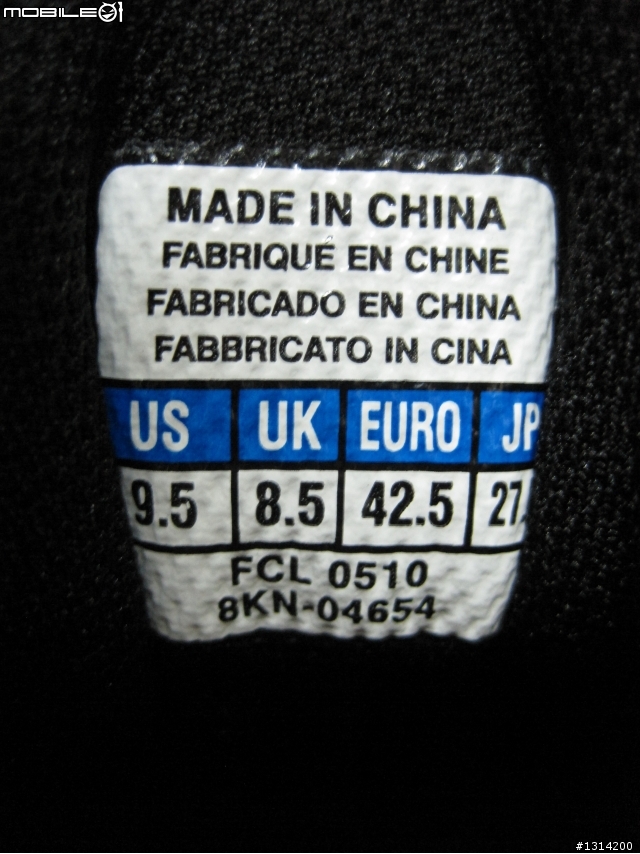 MOBILE01
MADE IN CHINA
FABRIQUÉ EN CHINE
FABRICADO EN CHINA
FABBRICATO IN CINA
US UK EURO JP
9.5 8.5 42.5 27.
FCL 0510
8KN-04654
#1314200